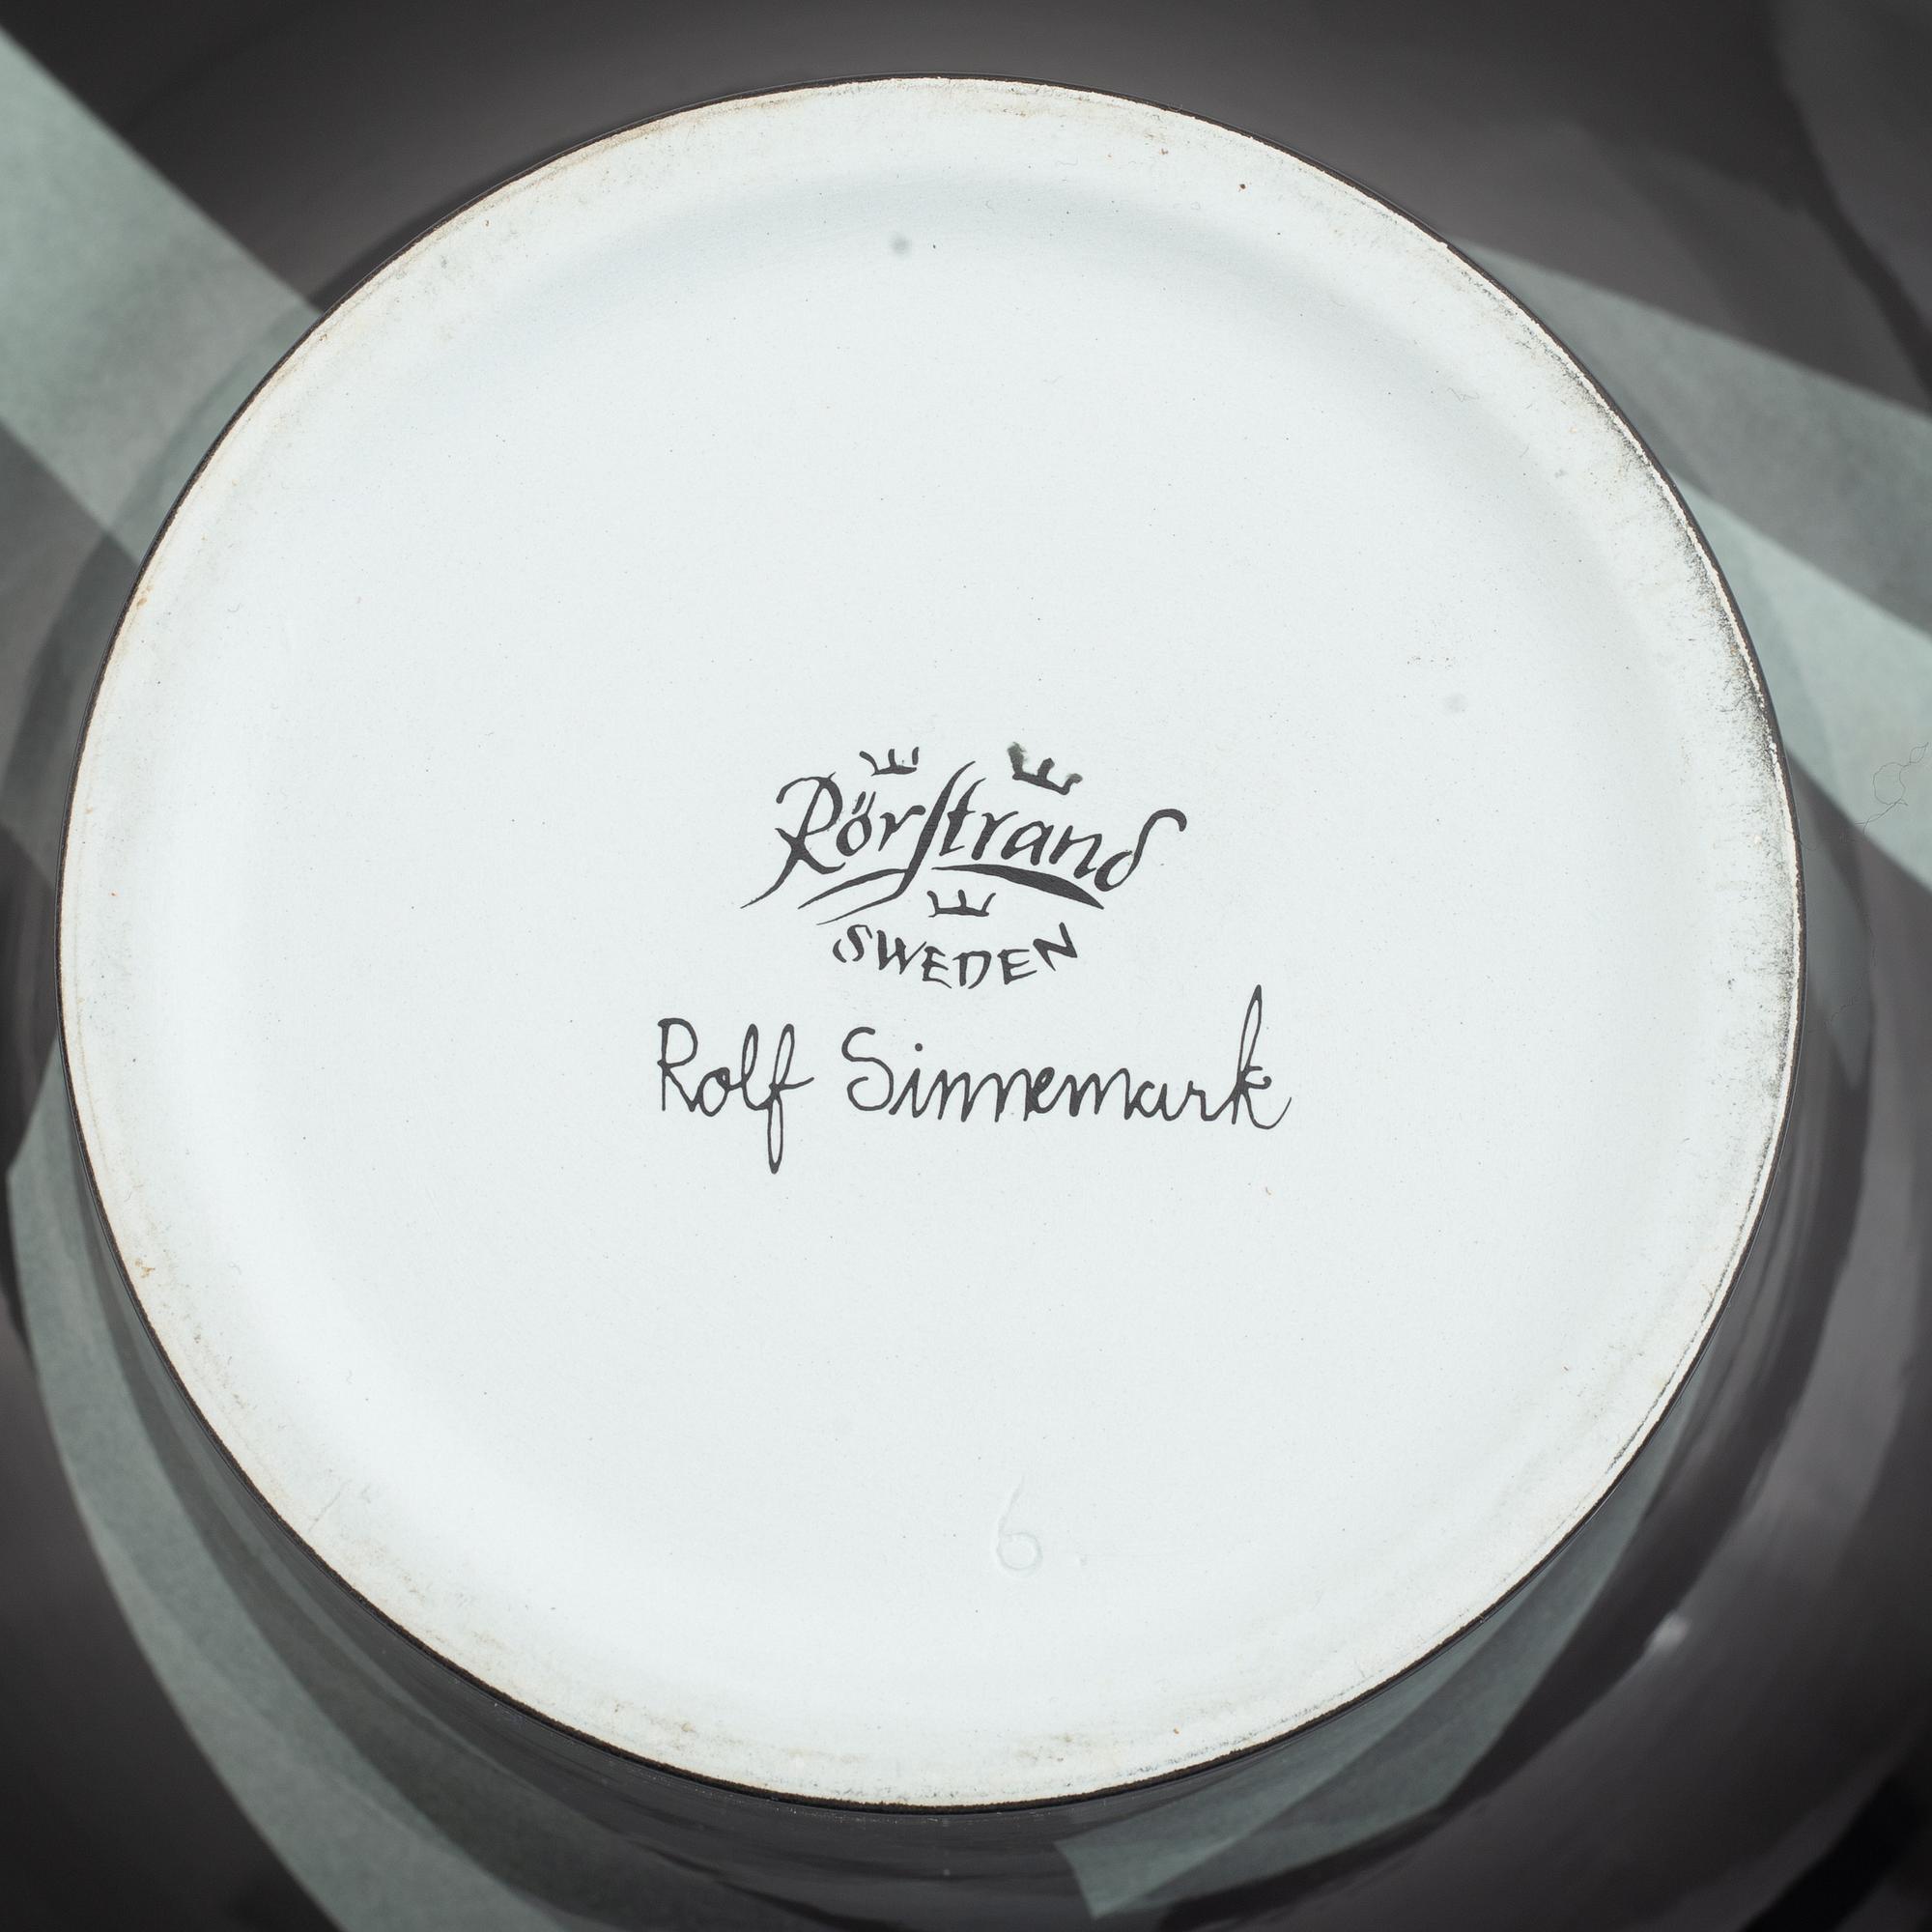 Rörstrand
SWEDEN
Rolf Sinnemark
6